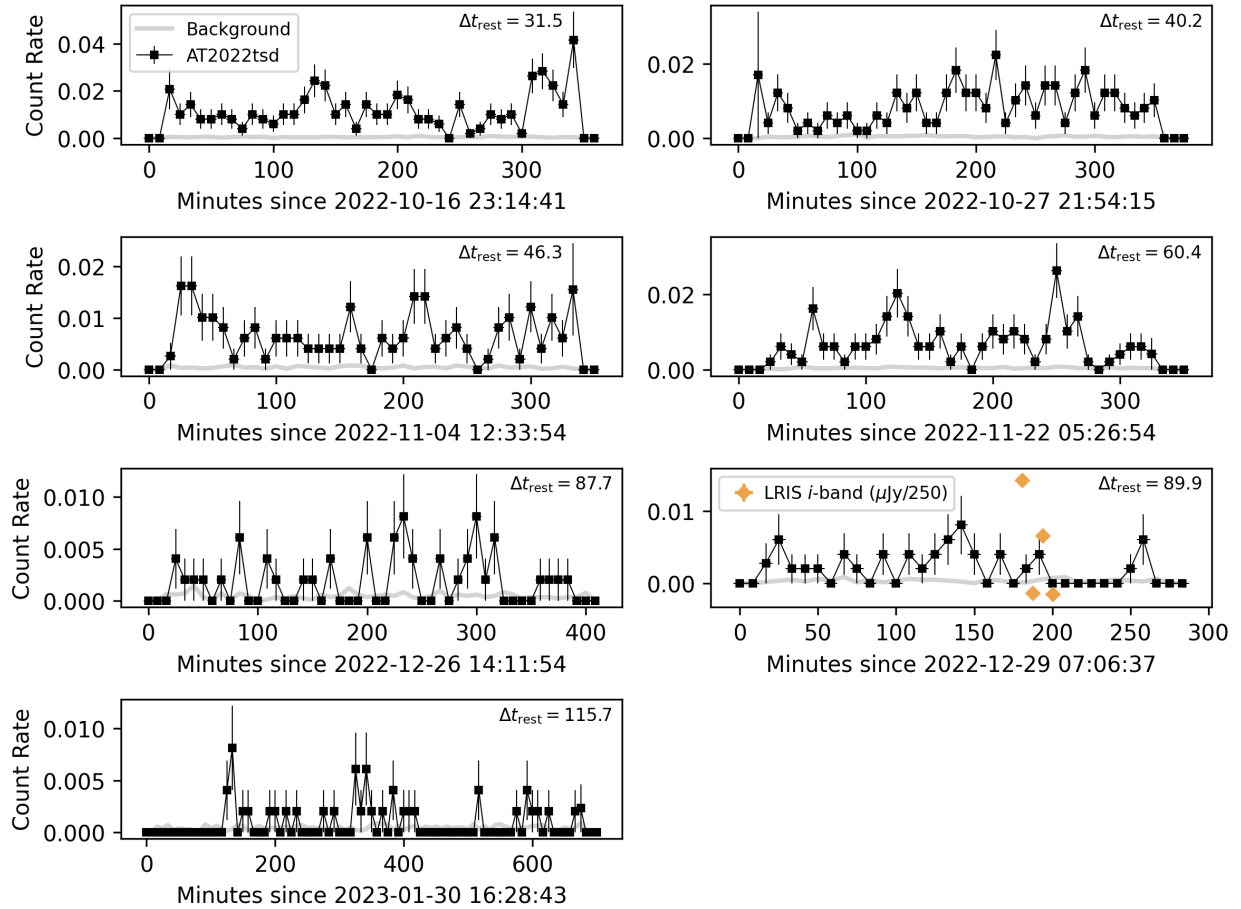 Background
AT2022tsd
Δt_rest = 31.5
Count Rate
0.04
0.02
0.00
0 100 200 300
Minutes since 2022-10-16 23:14:41
Δt_rest = 40.2
0.02
0.00
0 100 200 300
Minutes since 2022-10-27 21:54:15
Δt_rest = 46.3
Count Rate
0.02
0.01
0.00
0 100 200 300
Minutes since 2022-11-04 12:33:54
Δt_rest = 60.4
0.02
0.00
0 100 200 300
Minutes since 2022-11-22 05:26:54
Δt_rest = 87.7
Count Rate
0.010
0.005
0.000
0 100 200 300 400
Minutes since 2022-12-26 14:11:54
LRIS i-band (μJy/250)
Δt_rest = 89.9
0.01
0.00
0 50 100 150 200 250 300
Minutes since 2022-12-29 07:06:37
Δt_rest = 115.7
Count Rate
0.010
0.005
0.000
0 200 400 600
Minutes since 2023-01-30 16:28:43